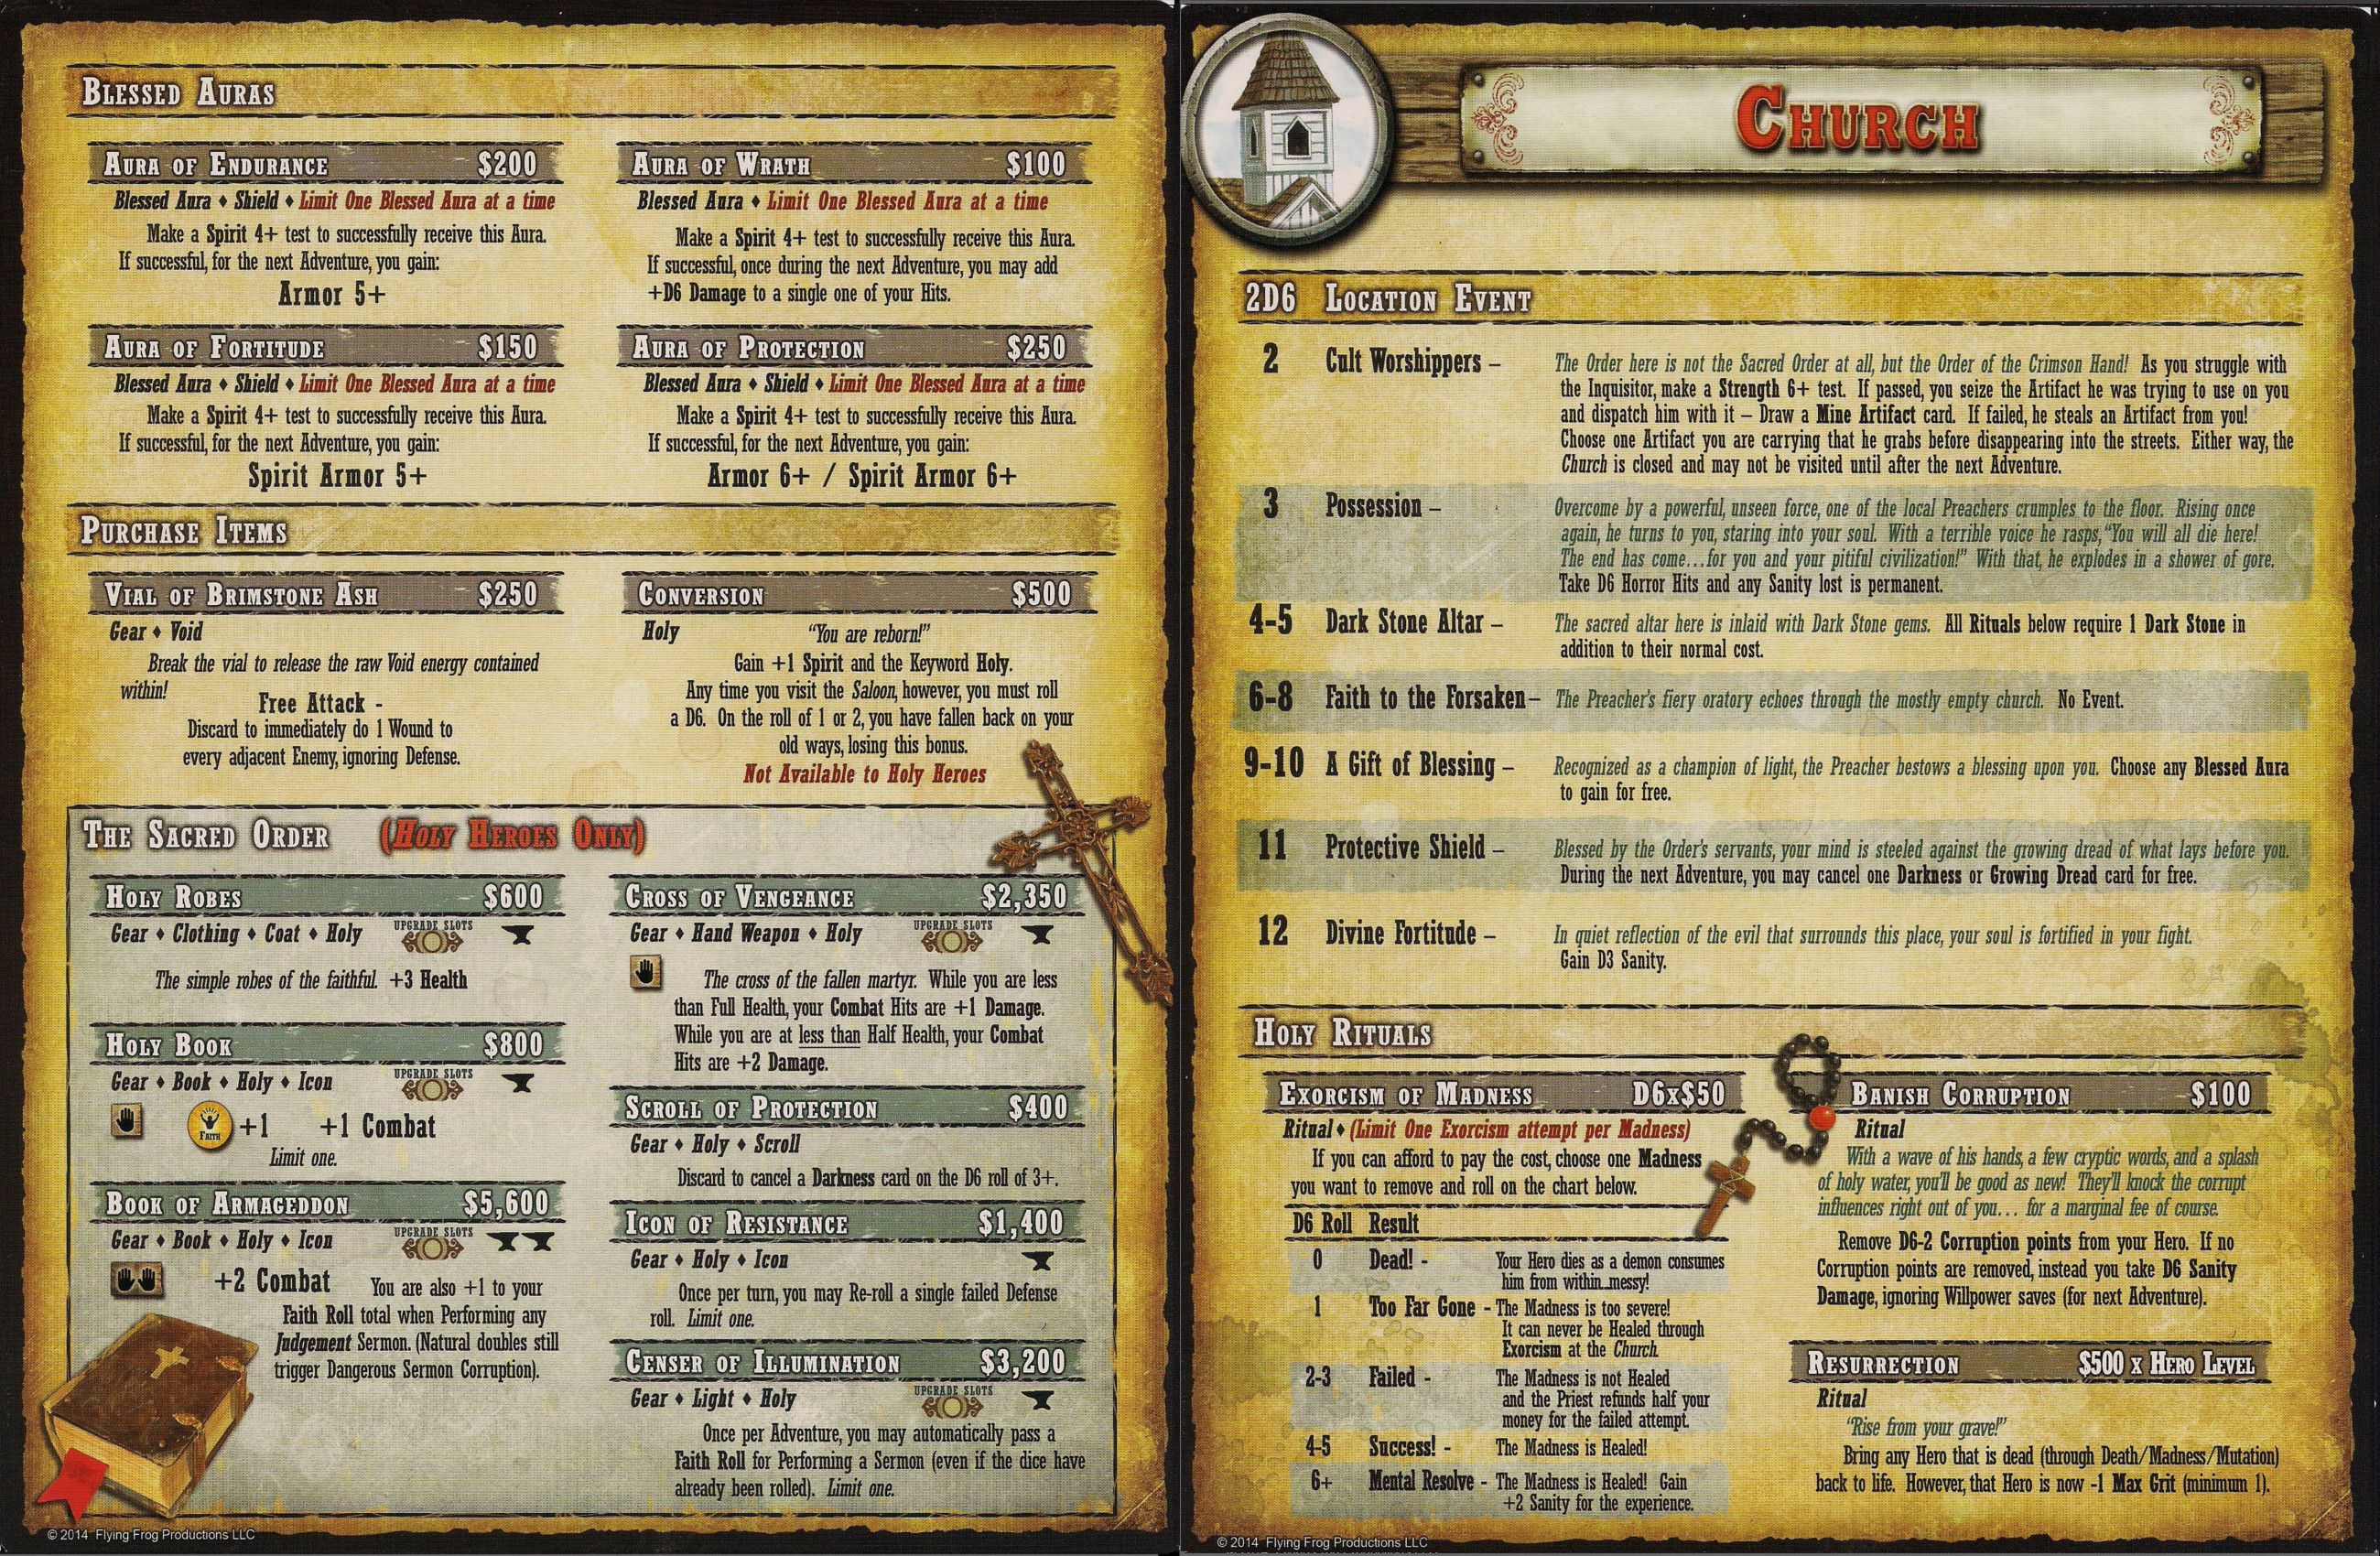 BLESSED AURAS
AURA OF ENDURANCE $200
Blessed Aura ♦ Shield ♦ Limit One Blessed Aura at a time
Make a Spirit 4+ test to successfully receive this Aura.
If successful, for the next Adventure, you gain:
Armor 5+
AURA OF WRATH $100
Blessed Aura ♦ Limit One Blessed Aura at a time
Make a Spirit 4+ test to successfully receive this Aura.
If successful, once during the next Adventure, you may add
+D6 Damage to a single one of your Hits.
AURA OF FORTITUDE $150
Blessed Aura ♦ Shield ♦ Limit One Blessed Aura at a time
Make a Spirit 4+ test to successfully receive this Aura.
If successful, for the next Adventure, you gain:
Spirit Armor 5+
AURA OF PROTECTION $250
Blessed Aura ♦ Shield ♦ Limit One Blessed Aura at a time
Make a Spirit 4+ test to successfully receive this Aura.
If successful, for the next Adventure, you gain:
Armor 6+ / Spirit Armor 6+
PURCHASE ITEMS
VIAL OF BRIMSTONE ASH $250
Gear ♦ Void
Break the vial to release the raw Void energy contained
within!
Free Attack -
Discard to immediately do 1 Wound to
every adjacent Enemy, ignoring Defense.
CONVERSION $500
Holy "You are reborn!"
Gain +1 Spirit and the Keyword Holy.
Any time you visit the Saloon, however, you must roll
a D6. On the roll of 1 or 2, you have fallen back on your
old ways, losing this bonus.
Not Available to Holy Heroes
THE SACRED ORDER (HOLY HEROES ONLY)
HOLY ROBES $600
Gear ♦ Clothing ♦ Coat ♦ Holy UPGRADE SLOTS
The simple robes of the faithful. +3 Health
HOLY BOOK $800
Gear ♦ Book ♦ Holy ♦ Icon UPGRADE SLOTS
FAITH +1 +1 Combat
Limit one.
BOOK OF ARMAGEDDON $5,600
Gear ♦ Book ♦ Holy ♦ Icon UPGRADE SLOTS
+2 Combat You are also +1 to your
Faith Roll total when Performing any
Judgement Sermon. (Natural doubles still
trigger Dangerous Sermon Corruption).
CROSS OF VENGEANCE $2,350
Gear ♦ Hand Weapon ♦ Holy UPGRADE SLOTS
The cross of the fallen martyr. While you are less
than Full Health, your Combat Hits are +1 Damage.
While you are at less than Half Health, your Combat
Hits are +2 Damage.
SCROLL OF PROTECTION $400
Gear ♦ Holy ♦ Scroll
Discard to cancel a Darkness card on the D6 roll of 3+.
ICON OF RESISTANCE $1,400
Gear ♦ Holy ♦ Icon
Once per turn, you may Re-roll a single failed Defense
roll. Limit one.
CENSER OF ILLUMINATION $3,200
Gear ♦ Light ♦ Holy UPGRADE SLOTS
Once per Adventure, you may automatically pass a
Faith Roll for Performing a Sermon (even if the dice have
already been rolled). Limit one.
© 2014 Flying Frog Productions LLC
CHURCH
2D6 LOCATION EVENT
2 Cult Worshippers – The Order here is not the Sacred Order at all, but the Order of the Crimson Hand! As you struggle with
the Inquisitor, make a Strength 6+ test. If passed, you seize the Artifact he was trying to use on you
and dispatch him with it – Draw a Mine Artifact card. If failed, he steals an Artifact from you!
Choose one Artifact you are carrying that he grabs before disappearing into the streets. Either way, the
Church is closed and may not be visited until after the next Adventure.
3 Possession – Overcome by a powerful, unseen force, one of the local Preachers crumples to the floor. Rising once
again, he turns to you, staring into your soul. With a terrible voice he rasps, "You will all die here!
The end has come...for you and your pitiful civilization!" With that, he explodes in a shower of gore.
Take D6 Horror Hits and any Sanity lost is permanent.
4-5 Dark Stone Altar – The sacred altar here is inlaid with Dark Stone gems. All Rituals below require 1 Dark Stone in
addition to their normal cost.
6-8 Faith to the Forsaken – The Preacher's fiery oratory echoes through the mostly empty church. No Event.
9-10 A Gift of Blessing – Recognized as a champion of light, the Preacher bestows a blessing upon you. Choose any Blessed Aura
to gain for free.
11 Protective Shield – Blessed by the Order's servants, your mind is steeled against the growing dread of what lays before you.
During the next Adventure, you may cancel one Darkness or Growing Dread card for free.
12 Divine Fortitude – In quiet reflection of the evil that surrounds this place, your soul is fortified in your fight.
Gain D3 Sanity.
HOLY RITUALS
EXORCISM OF MADNESS D6x$50
Ritual ♦ (Limit One Exorcism attempt per Madness)
If you can afford to pay the cost, choose one Madness
you want to remove and roll on the chart below.
D6 Roll Result
0 Dead! - Your Hero dies as a demon consumes
him from within...messy!
1 Too Far Gone - The Madness is too severe!
It can never be Healed through
Exorcism at the Church.
2-3 Failed - The Madness is not Healed
and the Priest refunds half your
money for the failed attempt.
4-5 Success! - The Madness is Healed!
6+ Mental Resolve - The Madness is Healed! Gain
+2 Sanity for the experience.
BANISH CORRUPTION $100
Ritual
With a wave of his hands, a few cryptic words, and a splash
of holy water, you'll be good as new! They'll knock the corrupt
influences right out of you... for a marginal fee of course.
Remove D6-2 Corruption points from your Hero. If no
Corruption points are removed, instead you take D6 Sanity
Damage, ignoring Willpower saves (for next Adventure).
RESURRECTION $500 X HERO LEVEL
Ritual
"Rise from your grave!"
Bring any Hero that is dead (through Death/Madness/Mutation)
back to life. However, that Hero is now -1 Max Grit (minimum 1).
© 2014 Flying Frog Productions LLC